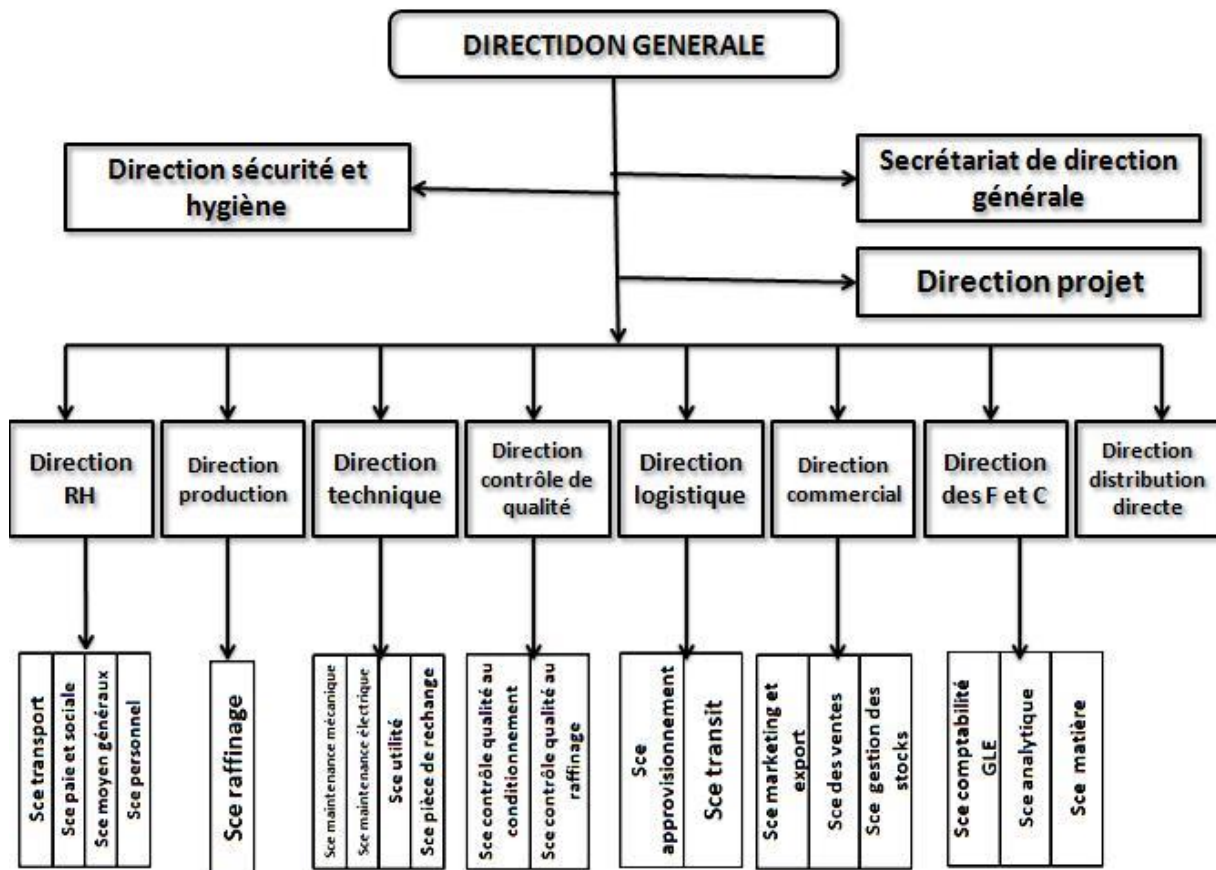 DIRECTIDON GENERALE
Direction sécurité et
hygiène
Secrétariat de direction
générale
Direction projet
Direction
RH
Direction
production
Direction
technique
Direction
contrôle de
qualité
Direction
logistique
Direction
commercial
Direction
des F et C
Direction
distribution
directe
Sce transport
Sce paie et sociale
Sce moyen généraux
Sce personnel
Sce raffinage
Sce maintenance mécanique
Sce maintenance électrique
Sce utilité
Sce pièce de rechange
Sce contrôle qualité au
conditionnement
Sce contrôle qualité au
raffinage
Sce
approvisionnement
Sce transit
Sce marketing et
export
Sce des ventes
Sce gestion des
stocks
Sce comptabilité
GLE
Sce analytique
Sce matière